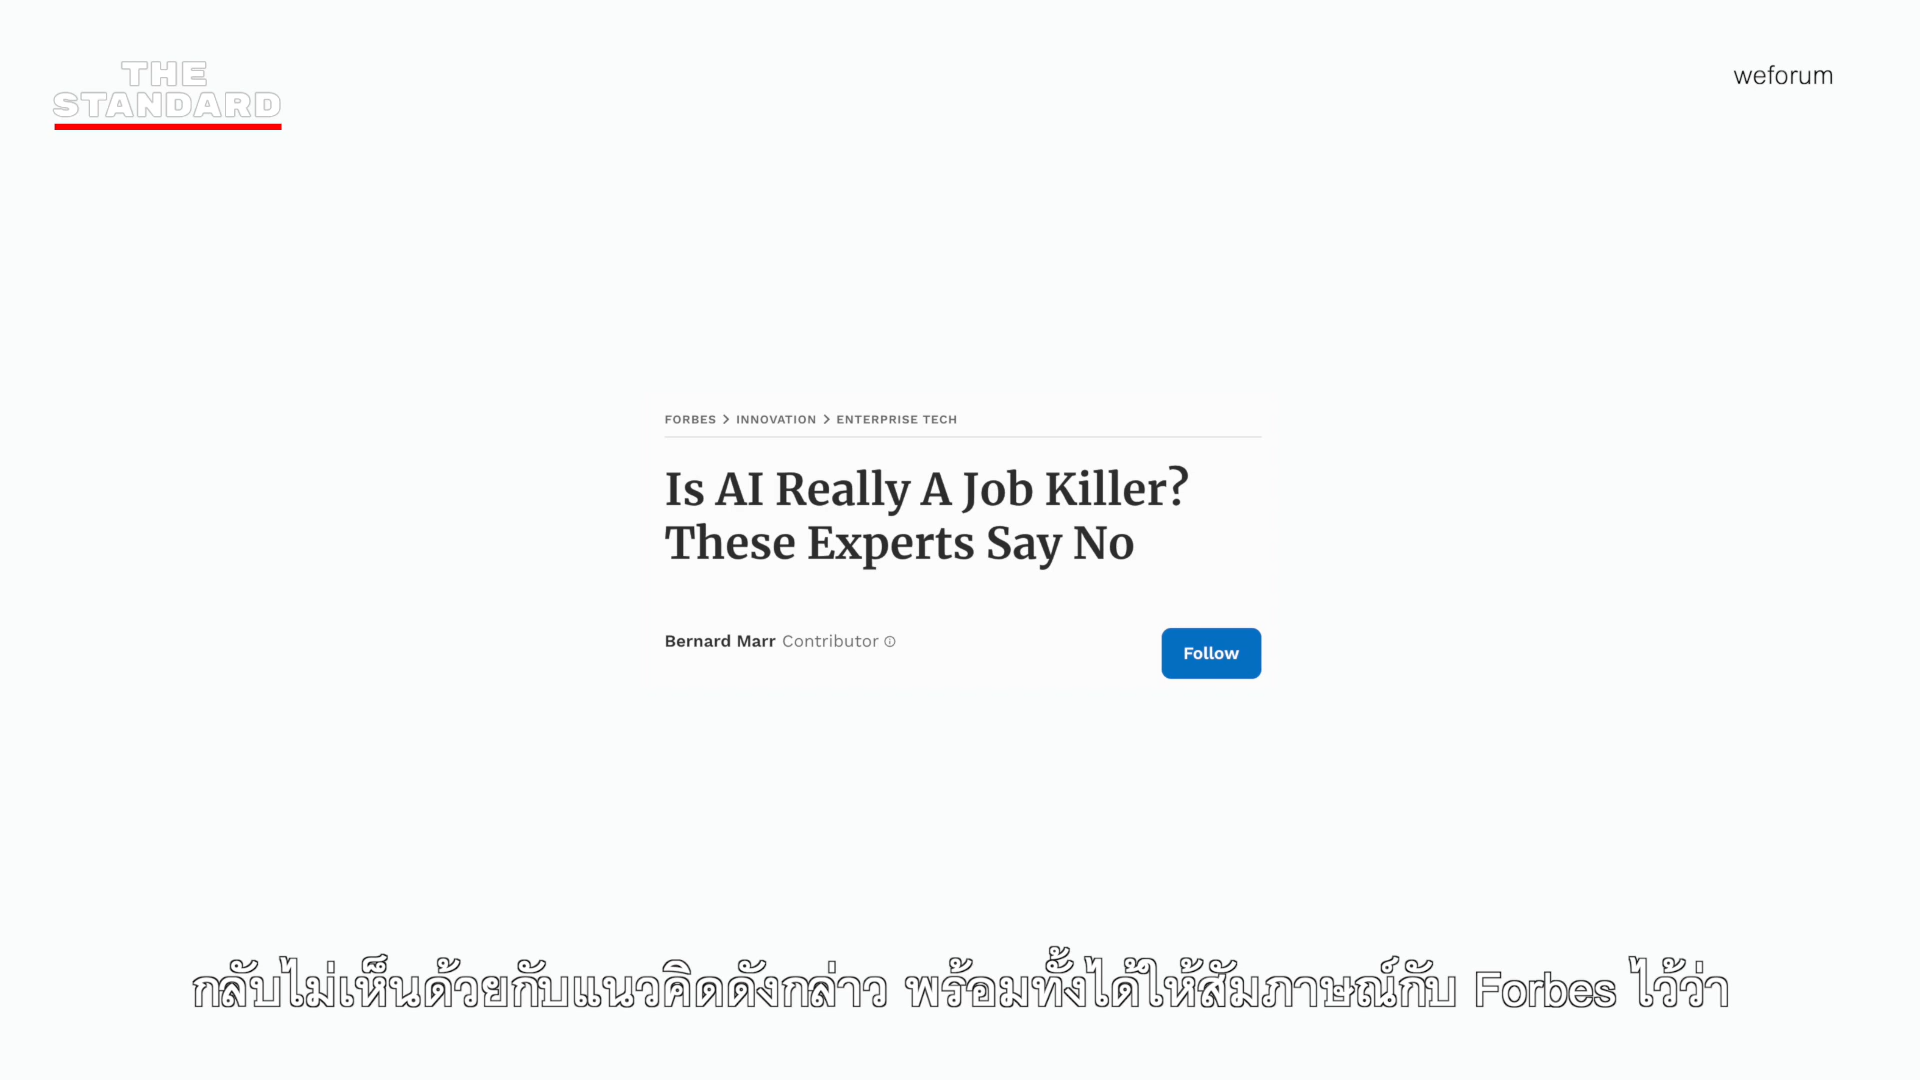 THE
STANDARD
weforum
FORBES > INNOVATION > ENTERPRISE TECH
Is AI Really A Job Killer?
These Experts Say No
Bernard Marr Contributor
Follow
กลับไม่เห็นด้วยกับแนวคิดดังกล่าว พร้อมทั้งได้ให้สัมภาษณ์กับ Forbes ไว้ว่า